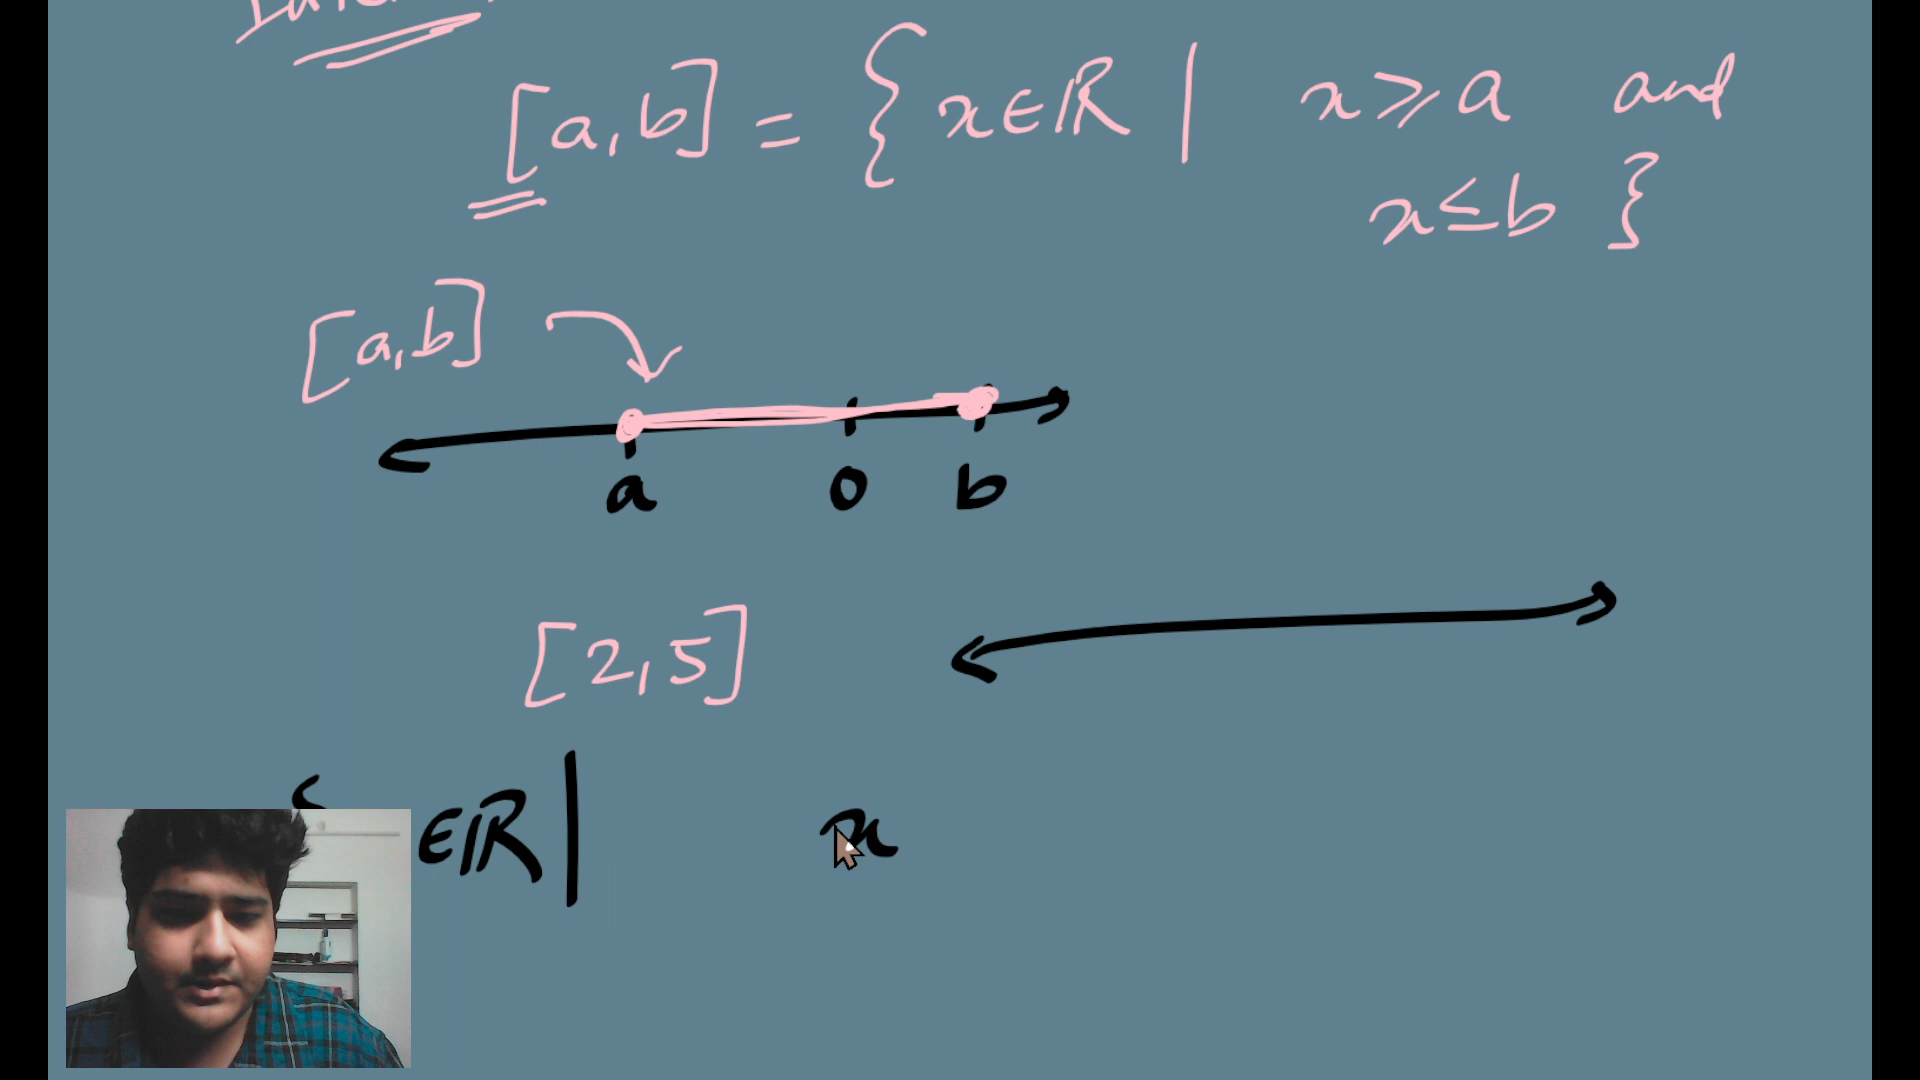 [a,b] = { x∈ℝ | x⩾a and
x≤b }
[a,b]
a 0 b
[2,5]
∈ℝ | x